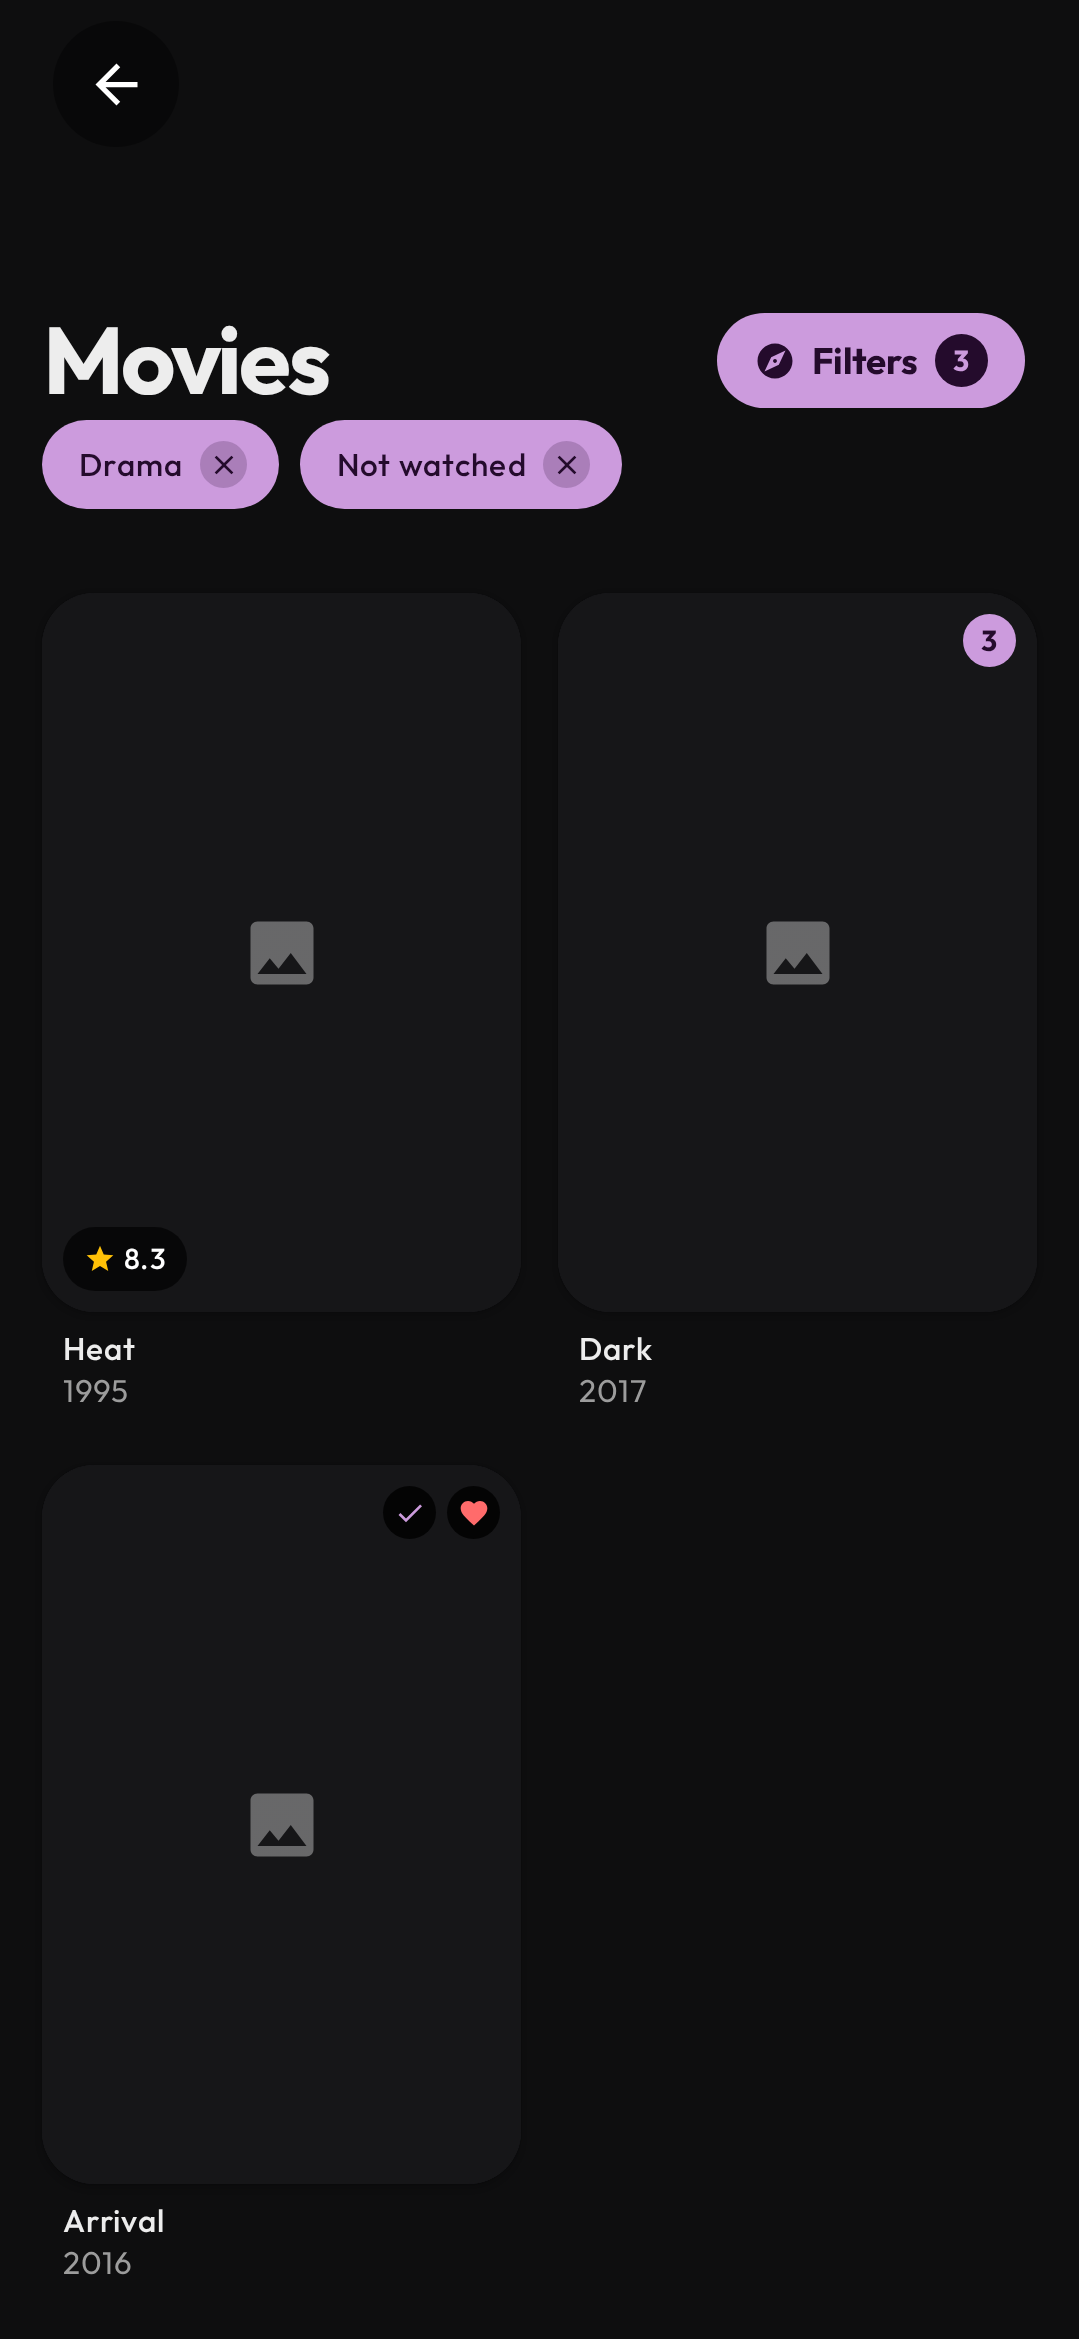 Movies
Filters 3
Drama
Not watched
3
8.3
Heat
1995
Dark
2017
Arrival
2016